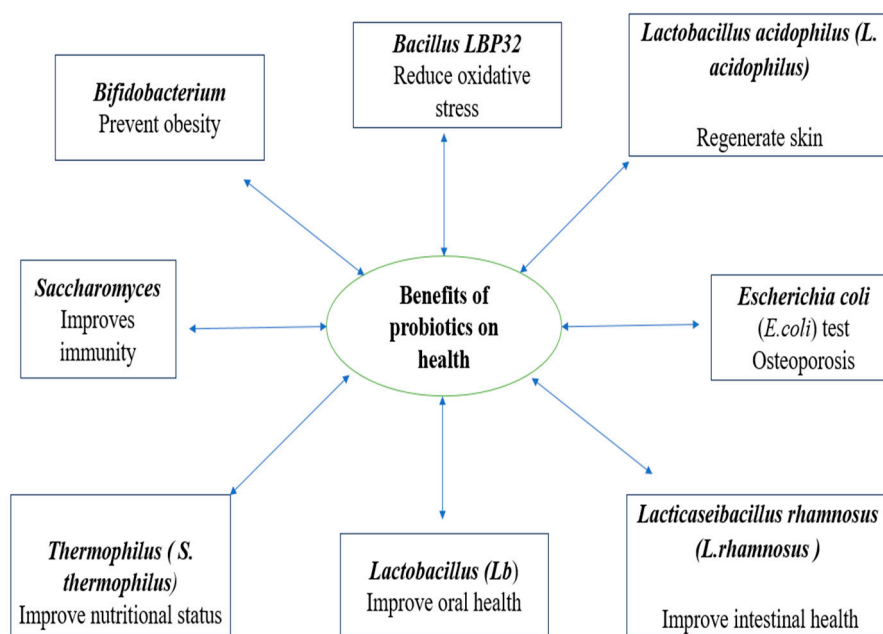 Bacillus LBP32
Reduce oxidative
stress
Lactobacillus acidophilus (L.
acidophilus)
Regenerate skin
Bifidobacterium
Prevent obesity
Saccharomyces
Improves
immunity
Benefits of
probiotics on
health
Escherichia coli
(E.coli) test
Osteoporosis
Thermophilus ( S.
thermophilus)
Improve nutritional status
Lactobacillus (Lb)
Improve oral health
Lacticaseibacillus rhamnosus
(L.rhamnosus )
Improve intestinal health